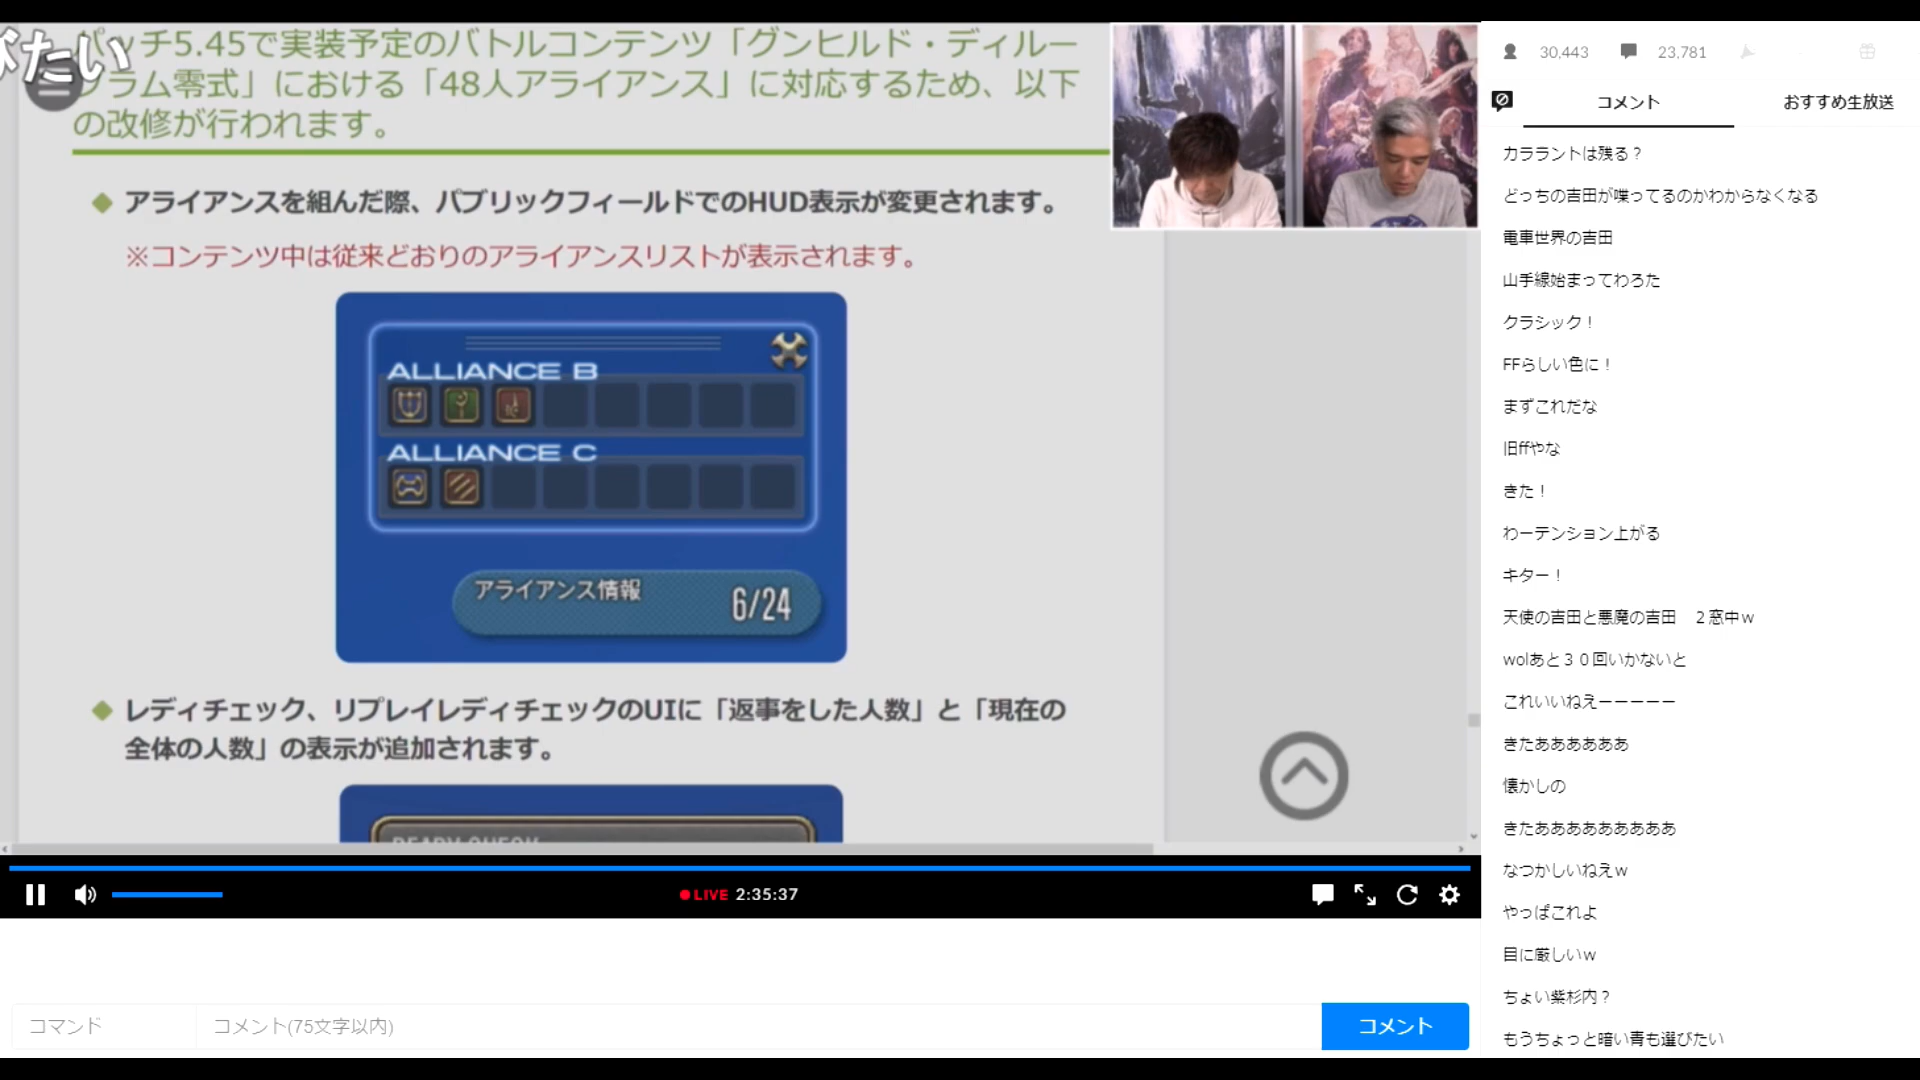 びたい
パッチ5.45で実装予定のバトルコンテンツ「グンヒルド・ディルー
ブラム零式」における「48人アライアンス」に対応するため、以下
の改修が行われます。
アライアンスを組んだ際、パブリックフィールドでのHUD表示が変更されます。
※コンテンツ中は従来どおりのアライアンスリストが表示されます。
ALLIANCE B
ALLIANCE C
アライアンス情報
6/24
レディチェック、リプレイレディチェックのUIに「返事をした人数」と「現在の
全体の人数」の表示が追加されます。
READY CHECK
LIVE 2:35:37
コマンド
コメント(75文字以内)
コメント
30,443
23,781
コメント
おすすめ生放送
カララントは残る？
どっちの吉田が喋ってるのかわからなくなる
電車世界の吉田
山手線始まってわろた
クラシック！
FFらしい色に！
まずこれだな
旧ffやな
きた！
わーテンション上がる
キター！
天使の吉田と悪魔の吉田　２窓中ｗ
wolあと３０回いかないと
これいいねえーーーーー
きたああああああ
懐かしの
きたあああああああああ
なつかしいねえｗ
やっぱこれよ
目に厳しいｗ
ちょい紫杉内？
もうちょっと暗い青も選びたい